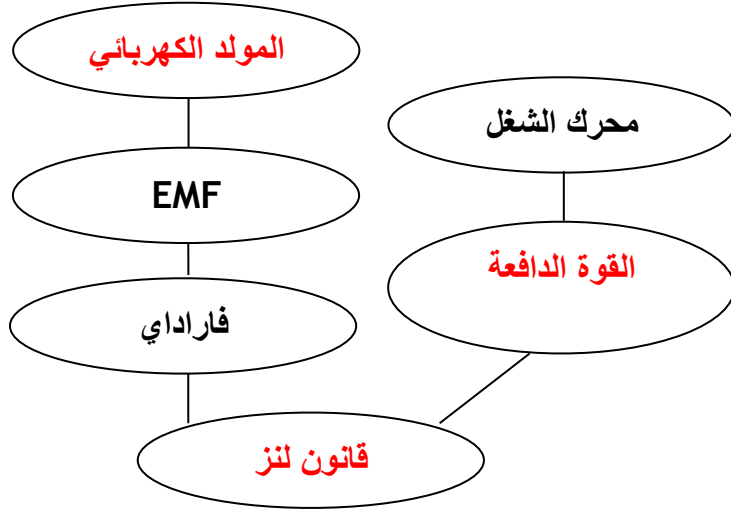 المولد الكهربائي
محرك الشغل
EMF
القوة الدافعة
فاراداي
قانون لنز